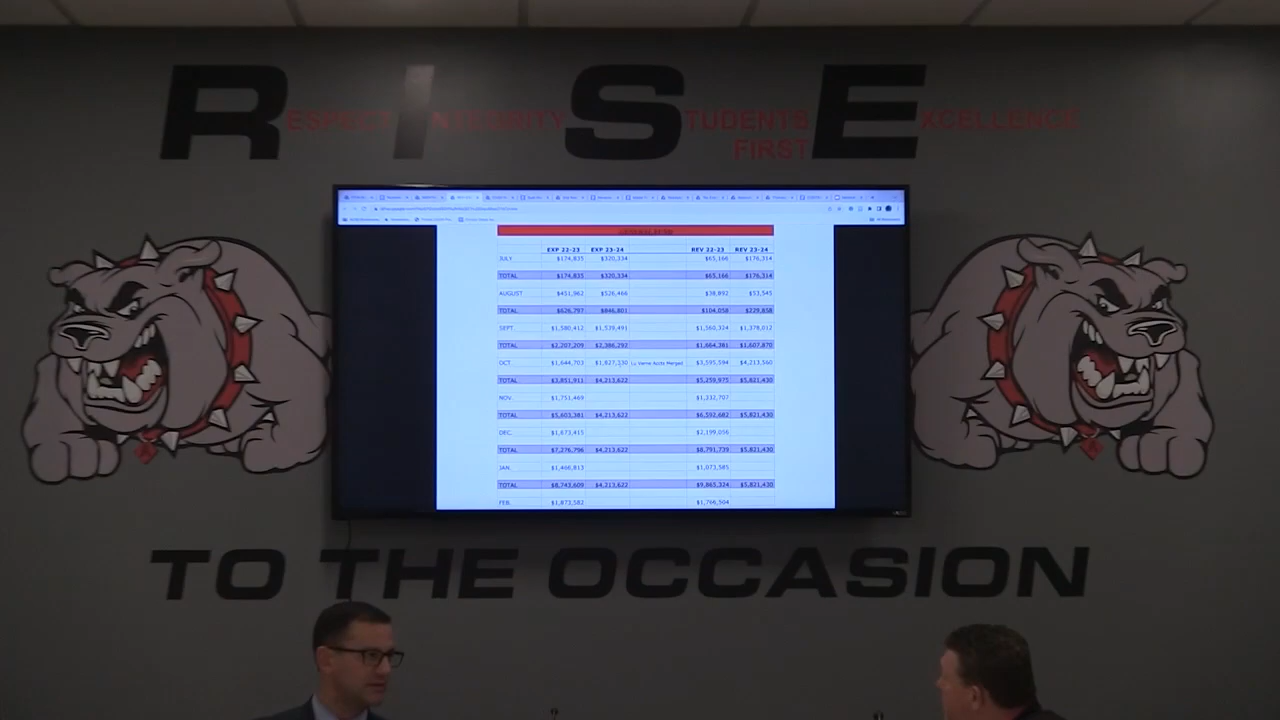 RISE
RESPECT INTEGRITY STUDENTS EXCELLENCE
FIRST
EXP 22-23 EXP 23-24 REV 22-23 REV 23-24
JULY $174,835 $320,334 $65,166 $176,314
TOTAL $174,835 $320,334 $65,166 $176,314
AUGUST $451,962 $526,466 $38,892 $53,545
TOTAL $626,797 $846,801 $104,058 $229,858
SEPT. $1,580,412 $1,539,491 $1,560,324 $1,378,012
TOTAL $2,207,209 $2,386,292 $1,664,381 $1,607,870
OCT. $1,644,703 $1,827,330 Lu Verne Accts Merged $3,595,594 $4,213,560
TOTAL $3,851,911 $4,213,622 $5,259,975 $5,821,430
NOV. $1,751,469 $1,332,707
TOTAL $5,603,381 $4,213,622 $6,592,682 $5,821,430
DEC. $1,673,415 $2,199,056
TOTAL $7,276,796 $4,213,622 $8,791,739 $5,821,430
JAN. $1,466,813 $1,073,585
TOTAL $8,743,609 $4,213,622 $9,865,324 $5,821,430
FEB. $1,873,582 $1,766,504
TO THE OCCASION